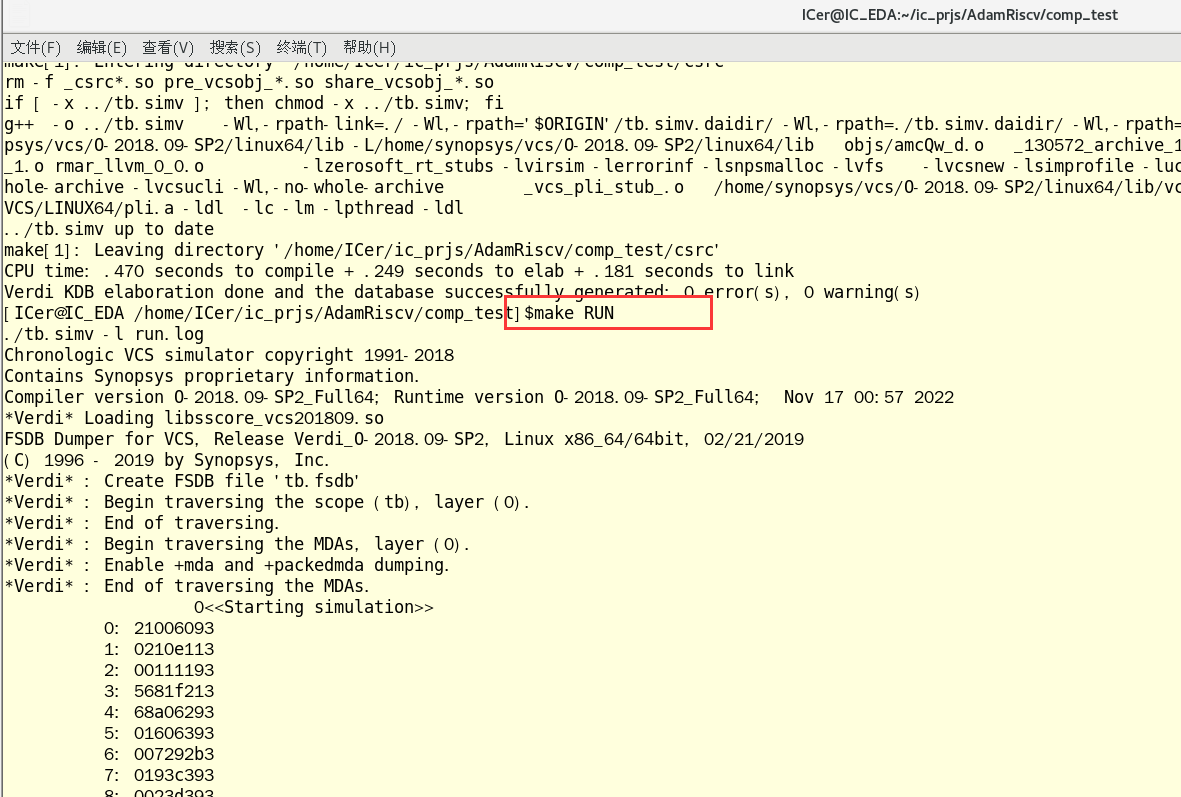 ICer@IC_EDA:~/ic_prjs/AdamRiscv/comp_test
文件(F) 编辑(E) 查看(V) 搜索(S) 终端(T) 帮助(H)
make[1]: Entering directory '/home/ICer/ic_prjs/AdamRiscv/comp_test/csrc'
rm -f _csrc*.so pre_vcsobj_*.so share_vcsobj_*.so
if [ -x ../tb.simv ]; then chmod -x ../tb.simv; fi
g++ -o ../tb.simv -Wl,-rpath-link=./ -Wl,-rpath='$ORIGIN'/tb.simv.daidir/ -Wl,-rpath=./tb.simv.daidir/ -Wl,-rpath=
psys/vcs/O-2018.09-SP2/linux64/lib -L/home/synopsys/vcs/O-2018.09-SP2/linux64/lib objs/amcQw_d.o _130572_archive_1
_1.o rmar_llvm_0_0.o -lzerosoft_rt_stubs -lvirsim -lerrorinf -lsnpsmalloc -lvfs -lvcsnew -lsimprofile -luc
hole-archive -lvcsucli -Wl,-no-whole-archive _vcs_pli_stub_.o /home/synopsys/vcs/O-2018.09-SP2/linux64/lib/vc
VCS/LINUX64/pli.a -ldl -lc -lm -lpthread -ldl
../tb.simv up to date
make[1]: Leaving directory '/home/ICer/ic_prjs/AdamRiscv/comp_test/csrc'
CPU time: .470 seconds to compile + .249 seconds to elab + .181 seconds to link
Verdi KDB elaboration done and the database successfully generated: 0 error(s), 0 warning(s)
[ICer@IC_EDA /home/ICer/ic_prjs/AdamRiscv/comp_test]$make RUN
./tb.simv -l run.log
Chronologic VCS simulator copyright 1991-2018
Contains Synopsys proprietary information.
Compiler version O-2018.09-SP2_Full64; Runtime version O-2018.09-SP2_Full64; Nov 17 00:57 2022
*Verdi* Loading libsscore_vcs201809.so
FSDB Dumper for VCS, Release Verdi_O-2018.09-SP2, Linux x86_64/64bit, 02/21/2019
(C) 1996 - 2019 by Synopsys, Inc.
*Verdi* : Create FSDB file 'tb.fsdb'
*Verdi* : Begin traversing the scope (tb), layer (0).
*Verdi* : End of traversing.
*Verdi* : Begin traversing the MDAs, layer (0).
*Verdi* : Enable +mda and +packedmda dumping.
*Verdi* : End of traversing the MDAs.
0<<Starting simulation>>
0: 21006093
1: 0210e113
2: 00111193
3: 5681f213
4: 68a06293
5: 01606393
6: 007292b3
7: 0193c393
8: 0023d393